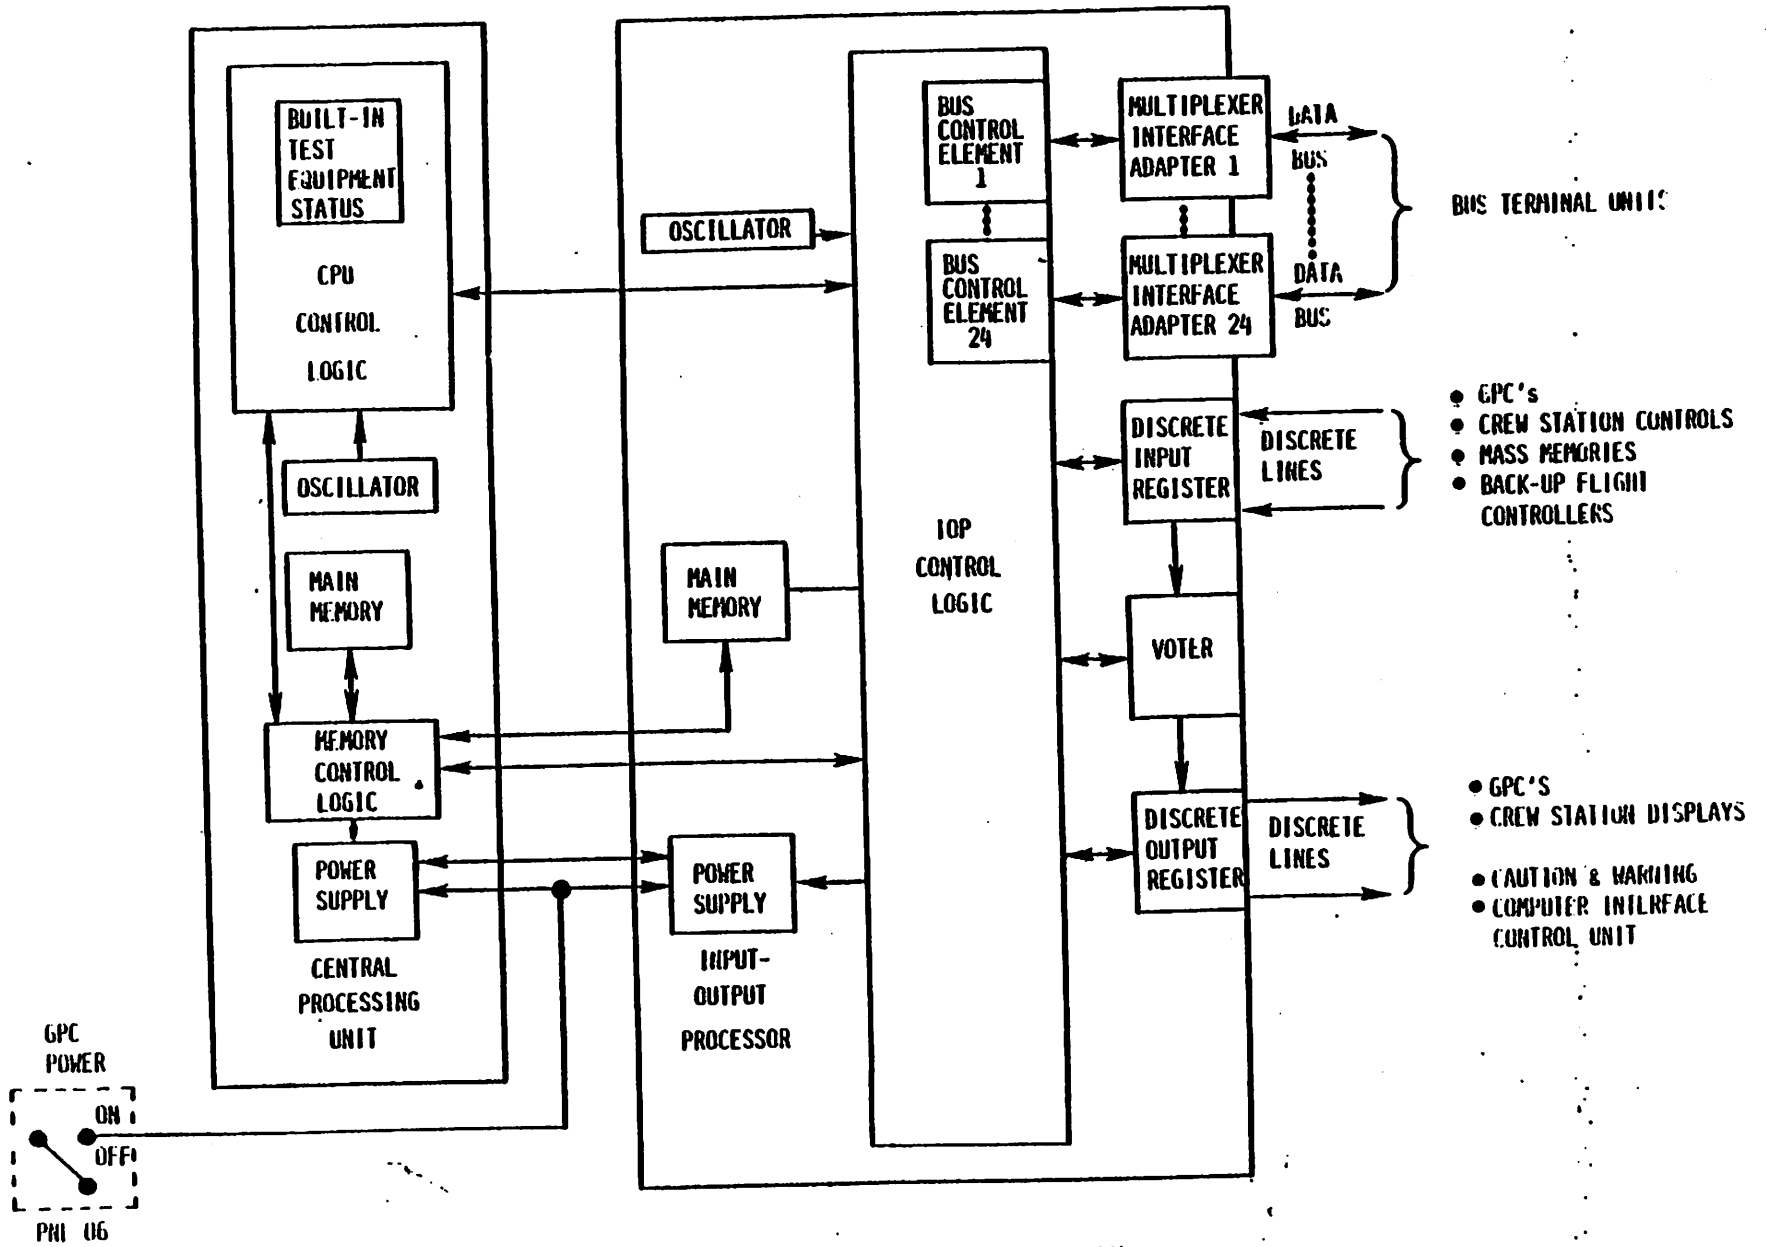 BUILT-IN
TEST
EQUIPMENT
STATUS
CPU
CONTROL
LOGIC
OSCILLATOR
MAIN
MEMORY
MEMORY
CONTROL
LOGIC
POWER
SUPPLY
CENTRAL
PROCESSING
UNIT
GPC
POWER
ON
OFF
PNL 06
OSCILLATOR
MAIN
MEMORY
POWER
SUPPLY
INPUT-
OUTPUT
PROCESSOR
IOP
CONTROL
LOGIC
BUS
CONTROL
ELEMENT
1
BUS
CONTROL
ELEMENT
24
MULTIPLEXER
INTERFACE
ADAPTER 1
MULTIPLEXER
INTERFACE
ADAPTER 24
DATA
BUS
DATA
BUS
BUS TERMINAL UNITS
DISCRETE
INPUT
REGISTER
DISCRETE
LINES
• GPC's
• CREW STATION CONTROLS
• MASS MEMORIES
• BACK-UP FLIGHT
CONTROLLERS
VOTER
DISCRETE
OUTPUT
REGISTER
DISCRETE
LINES
• GPC'S
• CREW STATION DISPLAYS
• CAUTION & WARNING
• COMPUTER INTERFACE
CONTROL UNIT